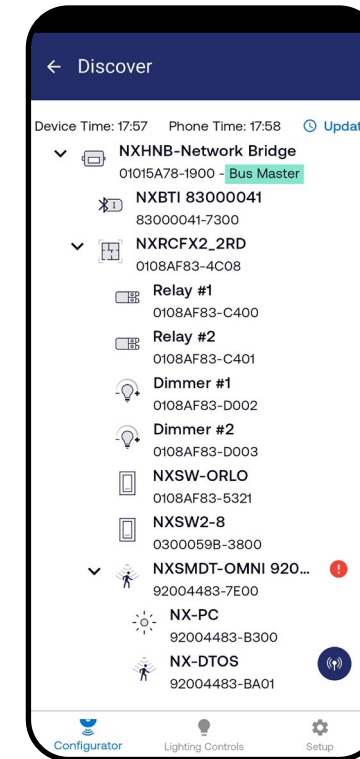 Discover
Device Time: 17:57 Phone Time: 17:58 Updat
NXHNB-Network Bridge
01015A78-1900 - Bus Master
NXBTI 83000041
83000041-7300
NXRCFX2_2RD
0108AF83-4C08
Relay #1
0108AF83-C400
Relay #2
0108AF83-C401
Dimmer #1
0108AF83-D002
Dimmer #2
0108AF83-D003
NXSW-ORLO
0108AF83-5321
NXSW2-8
0300059B-3800
NXSMDT-OMNI 920...
92004483-7E00
NX-PC
92004483-B300
NX-DTOS
92004483-BA01
Configurator Lighting Controls Setup